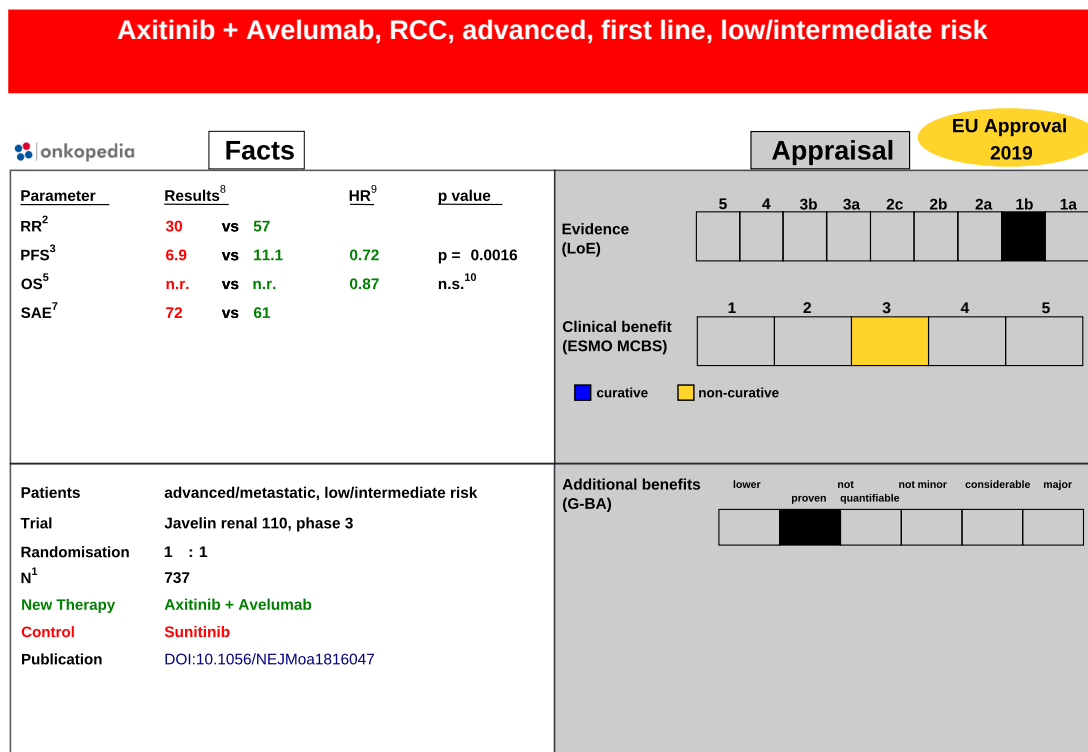 Axitinib + Avelumab, RCC, advanced, first line, low/intermediate risk
onkopedia
Facts
Appraisal
EU Approval
2019
Parameter Results8 HR9 p value
RR2 30 vs 57
PFS3 6.9 vs 11.1 0.72 p = 0.0016
OS5 n.r. vs n.r. 0.87 n.s.10
SAE7 72 vs 61
5 4 3b 3a 2c 2b 2a 1b 1a
Evidence
(LoE)
1 2 3 4 5
Clinical benefit
(ESMO MCBS)
curative non-curative
Patients advanced/metastatic, low/intermediate risk
Trial Javelin renal 110, phase 3
Randomisation 1 : 1
N1 737
New Therapy Axitinib + Avelumab
Control Sunitinib
Publication DOI:10.1056/NEJMoa1816047
Additional benefits
(G-BA)
lower not not minor considerable major
proven quantifiable